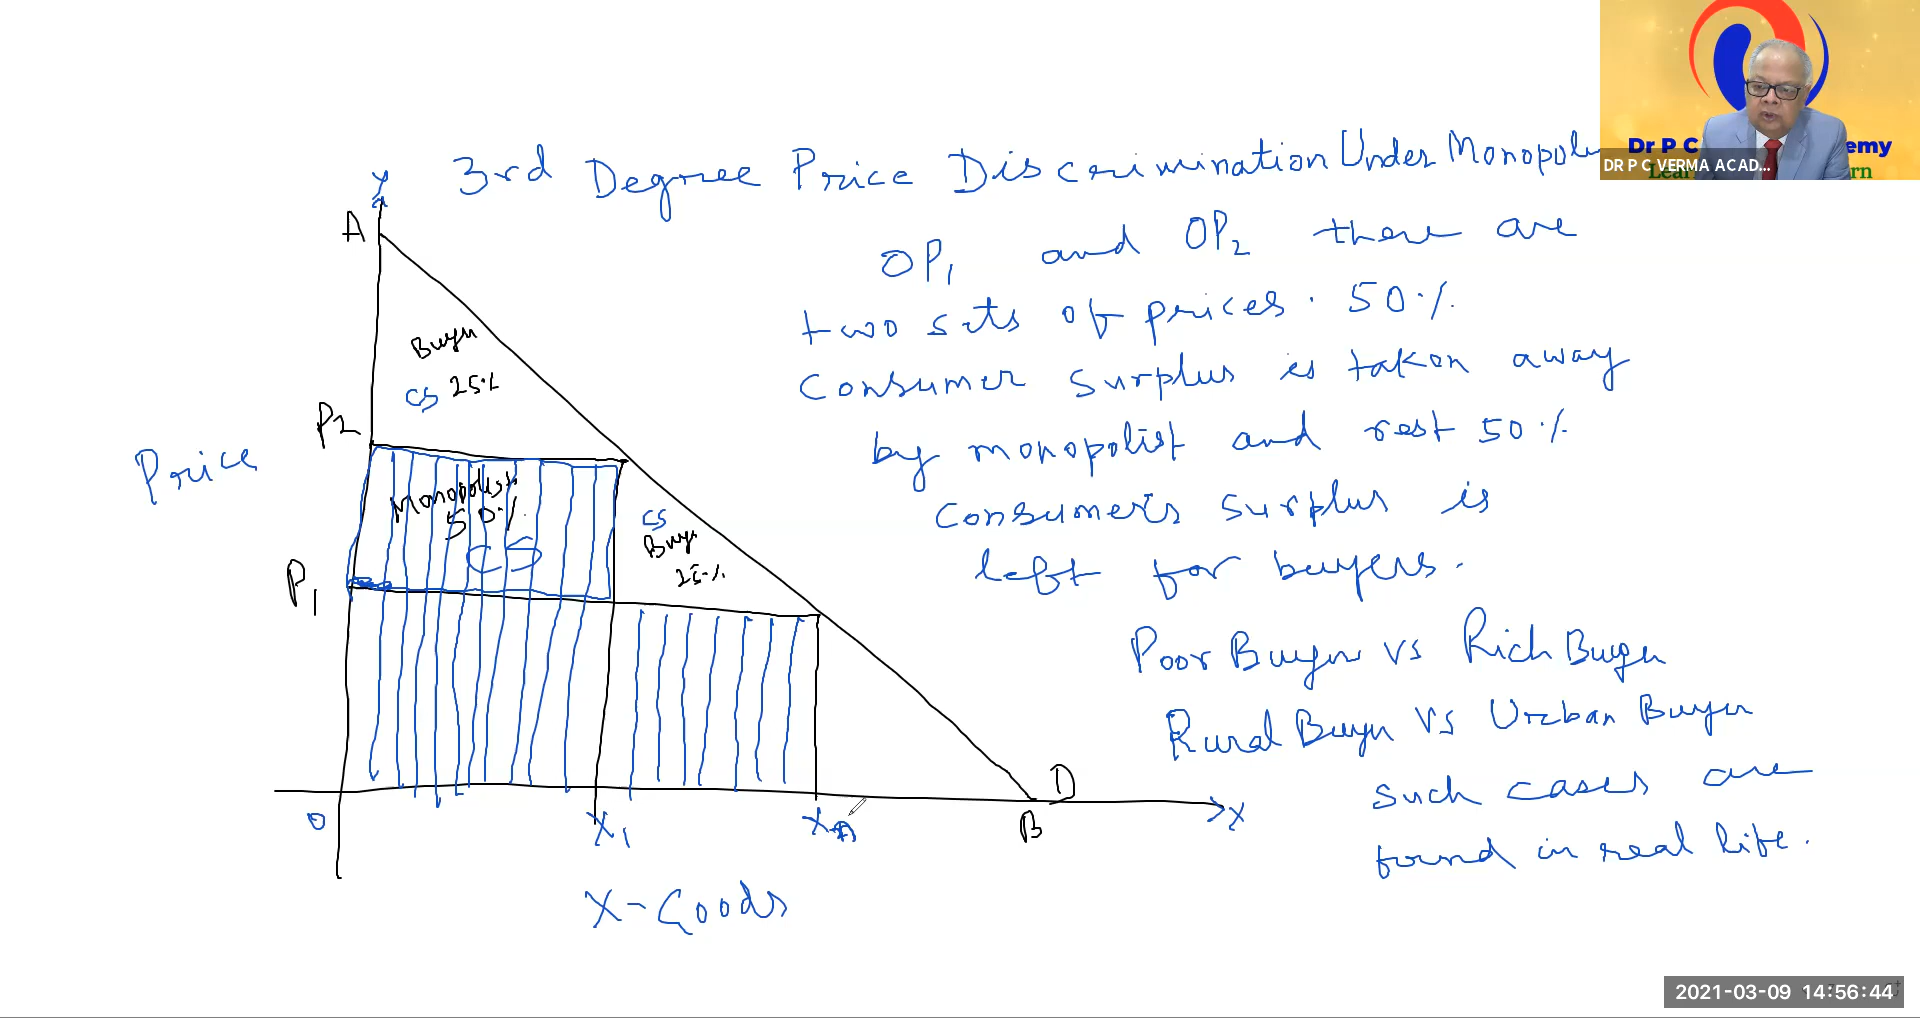 3rd Degree Price Discrimination Under Monopol
Dr P C
emy
DR P C VERMA ACAD...
Lear
rn
Y
A
OP1 and OP2 there are
two sets of prices. 50%
Consumer surplus is taken away
by monopolist and rest 50%
Consumer's surplus is
left for buyers.
Poor Buyer vs Rich Buyer
Rural Buyer vs Urban Buyer
such cases are
found in real life.
Buyer
CS 25%
P2
Price
Monopolist
50%
CS
CS
Buyer
25%
P1
O
X1
D
B
X
X-Goods
2021-03-09 14:56:44